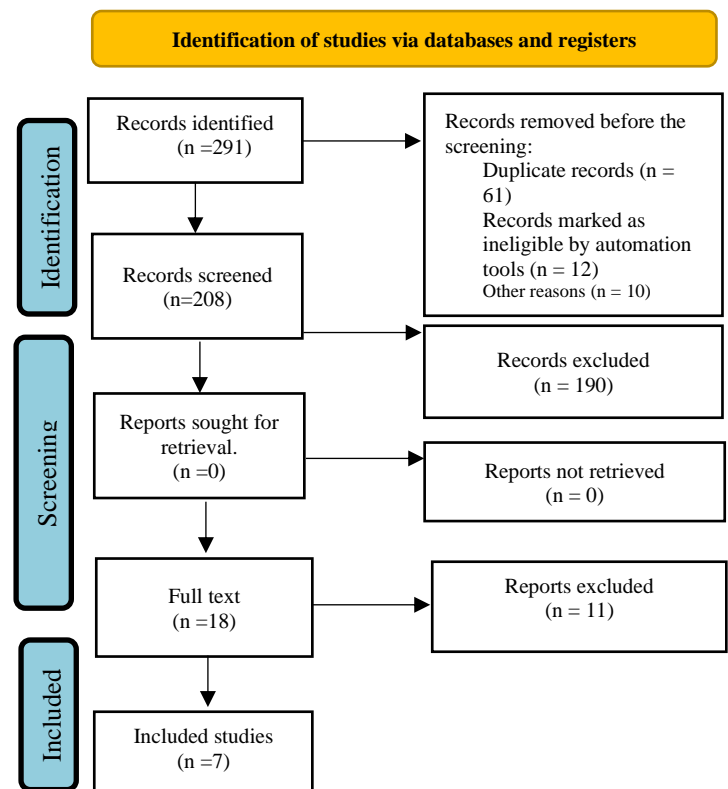 Identification of studies via databases and registers
Identification
Records identified
(n =291)
Records removed before the
screening:
Duplicate records (n =
61)
Records marked as
ineligible by automation
tools (n = 12)
Other reasons (n = 10)
Records screened
(n=208)
Records excluded
(n = 190)
Screening
Reports sought for
retrieval.
(n =0)
Reports not retrieved
(n = 0)
Full text
(n =18)
Reports excluded
(n = 11)
Included
Included studies
(n =7)